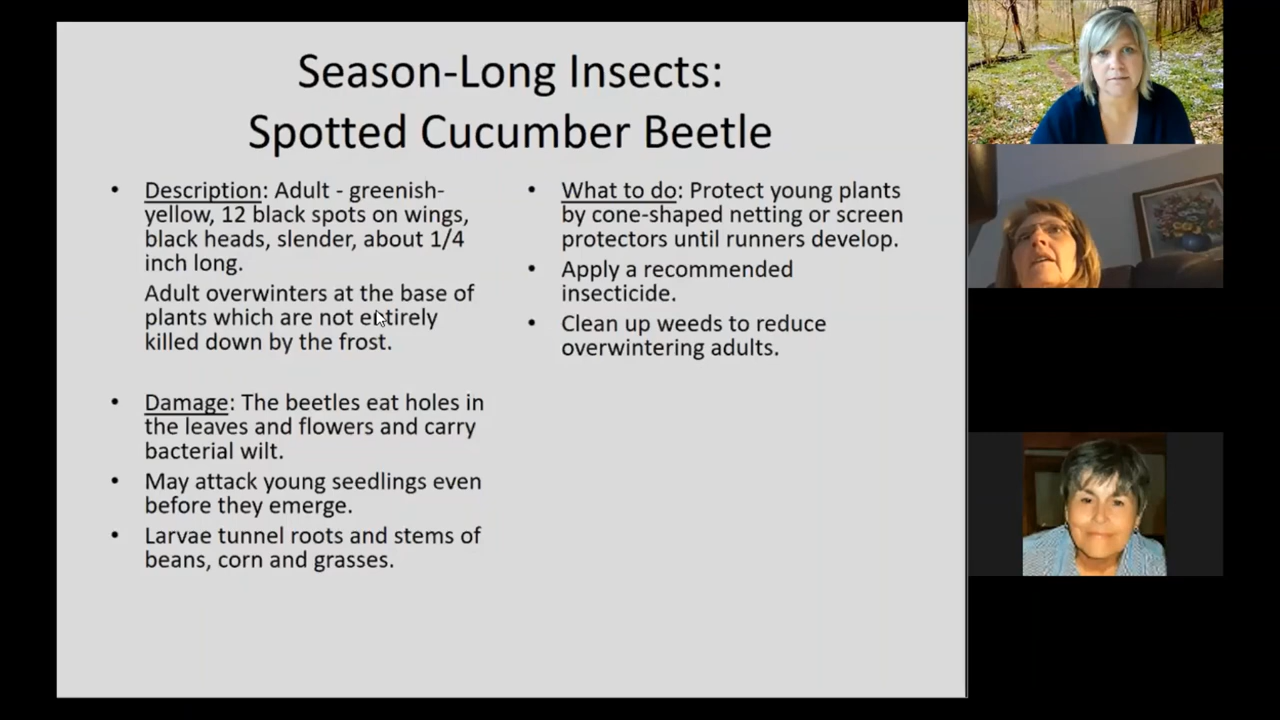 Season-Long Insects:
Spotted Cucumber Beetle
• Description: Adult - greenish-
yellow, 12 black spots on wings,
black heads, slender, about 1/4
inch long.
Adult overwinters at the base of
plants which are not entirely
killed down by the frost.
• Damage: The beetles eat holes in
the leaves and flowers and carry
bacterial wilt.
• May attack young seedlings even
before they emerge.
• Larvae tunnel roots and stems of
beans, corn and grasses.
• What to do: Protect young plants
by cone-shaped netting or screen
protectors until runners develop.
• Apply a recommended
insecticide.
• Clean up weeds to reduce
overwintering adults.